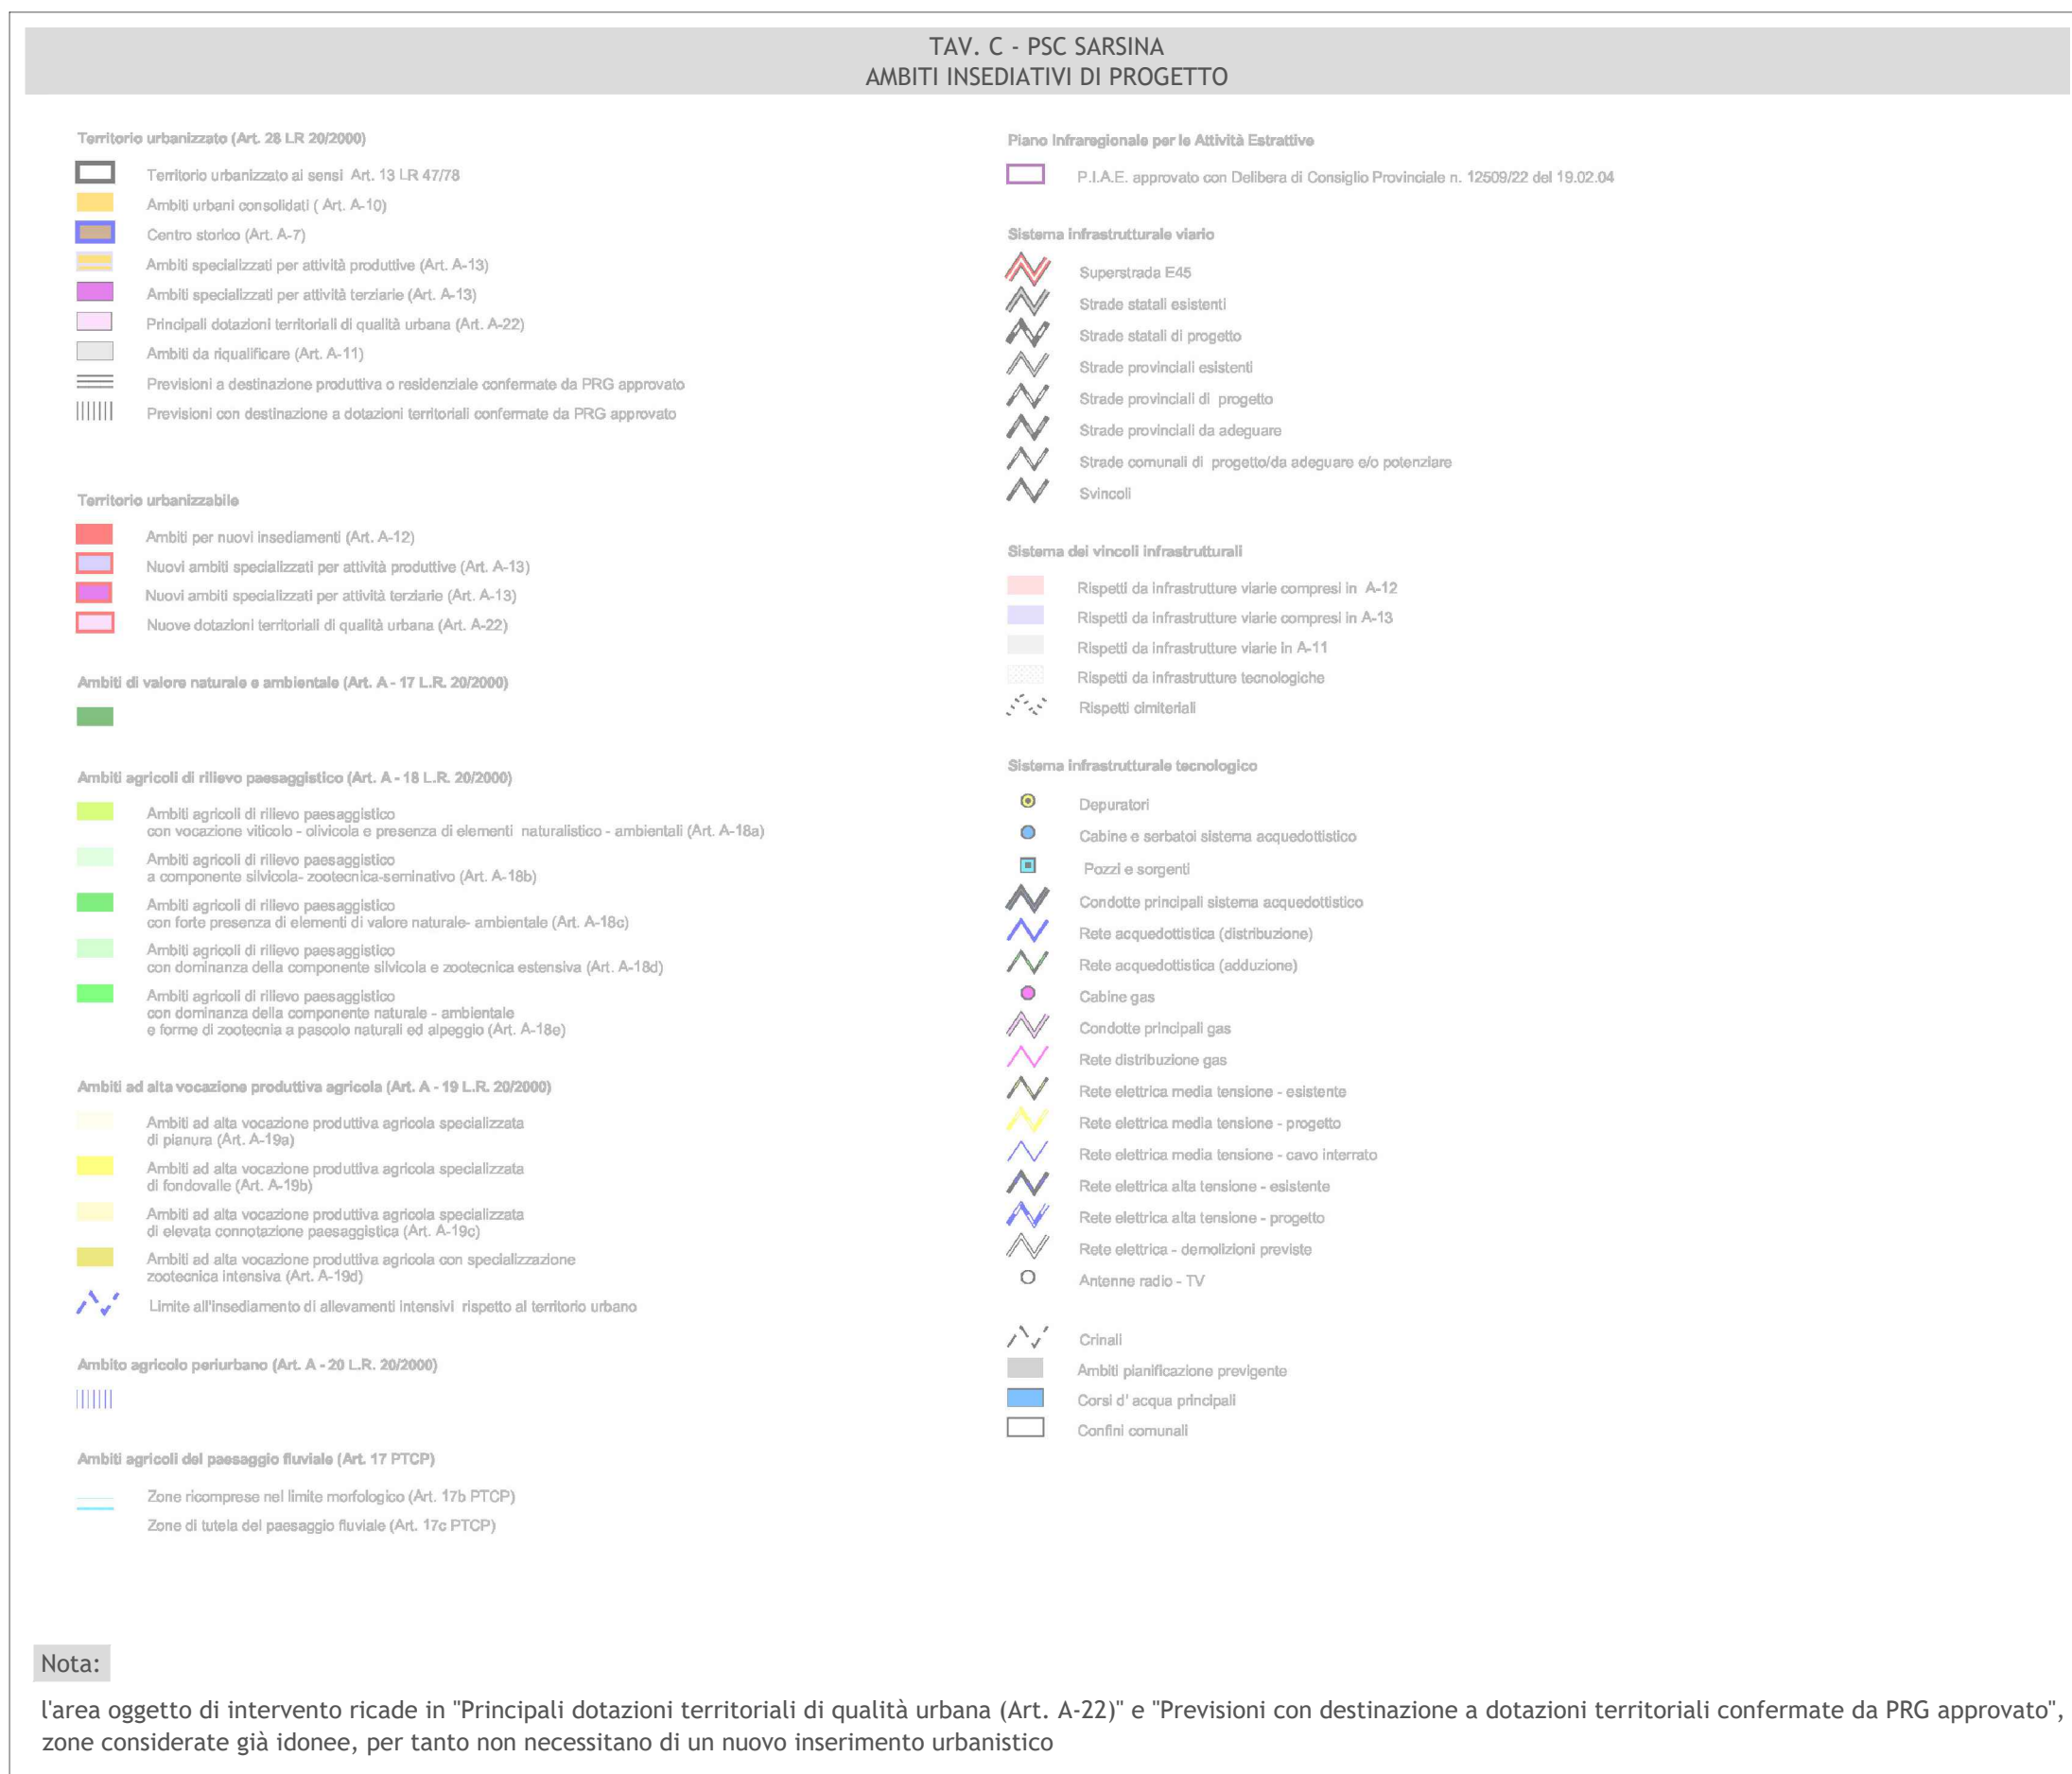 TAV. C - PSC SARSINA
AMBITI INSEDIATIVI DI PROGETTO
Territorio urbanizzato (Art. 28 LR 20/2000)
Territorio urbanizzato ai sensi Art. 13 LR 47/78
Ambiti urbani consolidati ( Art. A-10)
Centro storico (Art. A-7)
Ambiti specializzati per attività produttive (Art. A-13)
Ambiti specializzati per attività terziarie (Art. A-13)
Principali dotazioni territoriali di qualità urbana (Art. A-22)
Ambiti da riqualificare (Art. A-11)
Previsioni a destinazione produttiva o residenziale confermate da PRG approvato
Previsioni con destinazione a dotazioni territoriali confermate da PRG approvato
Territorio urbanizzabile
Ambiti per nuovi insediamenti (Art. A-12)
Nuovi ambiti specializzati per attività produttive (Art. A-13)
Nuovi ambiti specializzati per attività terziarie (Art. A-13)
Nuove dotazioni territoriali di qualità urbana (Art. A-22)
Ambiti di valore naturale e ambientale (Art. A - 17 L.R. 20/2000)
Ambiti agricoli di rilievo paesaggistico (Art. A - 18 L.R. 20/2000)
Ambiti agricoli di rilievo paesaggistico
con vocazione viticolo - olivicola e presenza di elementi naturalistico - ambientali (Art. A-18a)
Ambiti agricoli di rilievo paesaggistico
a componente silvicola- zootecnica-seminativo (Art. A-18b)
Ambiti agricoli di rilievo paesaggistico
con forte presenza di elementi di valore naturale- ambientale (Art. A-18c)
Ambiti agricoli di rilievo paesaggistico
con dominanza della componente silvicola e zootecnica estensiva (Art. A-18d)
Ambiti agricoli di rilievo paesaggistico
con dominanza della componente naturale - ambientale
e forme di zootecnia a pascolo naturali ed alpeggio (Art. A-18e)
Ambiti ad alta vocazione produttiva agricola (Art. A - 19 L.R. 20/2000)
Ambiti ad alta vocazione produttiva agricola specializzata
di pianura (Art. A-19a)
Ambiti ad alta vocazione produttiva agricola specializzata
di fondovalle (Art. A-19b)
Ambiti ad alta vocazione produttiva agricola specializzata
di elevata connotazione paesaggistica (Art. A-19c)
Ambiti ad alta vocazione produttiva agricola con specializzazione
zootecnica intensiva (Art. A-19d)
Limite all'insediamento di allevamenti intensivi rispetto al territorio urbano
Ambito agricolo periurbano (Art. A - 20 L.R. 20/2000)
Ambiti agricoli del paesaggio fluviale (Art. 17 PTCP)
Zone ricomprese nel limite morfologico (Art. 17b PTCP)
Zone di tutela del paesaggio fluviale (Art. 17c PTCP)
Piano Infraregionale per le Attività Estrattive
P.I.A.E. approvato con Delibera di Consiglio Provinciale n. 12509/22 del 19.02.04
Sistema infrastrutturale viario
Superstrada E45
Strade statali esistenti
Strade statali di progetto
Strade provinciali esistenti
Strade provinciali di progetto
Strade provinciali da adeguare
Strade comunali di progetto/da adeguare e/o potenziare
Svincoli
Sistema dei vincoli infrastrutturali
Rispetti da infrastrutture viarie compresi in A-12
Rispetti da infrastrutture viarie compresi in A-13
Rispetti da infrastrutture viarie in A-11
Rispetti da infrastrutture tecnologiche
Rispetti cimiteriali
Sistema infrastrutturale tecnologico
Depuratori
Cabine e serbatoi sistema acquedottistico
Pozzi e sorgenti
Condotte principali sistema acquedottistico
Rete acquedottistica (distribuzione)
Rete acquedottistica (adduzione)
Cabine gas
Condotte principali gas
Rete distribuzione gas
Rete elettrica media tensione - esistente
Rete elettrica media tensione - progetto
Rete elettrica media tensione - cavo interrato
Rete elettrica alta tensione - esistente
Rete elettrica alta tensione - progetto
Rete elettrica - demolizioni previste
Antenne radio - TV
Crinali
Ambiti pianificazione previgente
Corsi d' acqua principali
Confini comunali
Nota:
l'area oggetto di intervento ricade in "Principali dotazioni territoriali di qualità urbana (Art. A-22)" e "Previsioni con destinazione a dotazioni territoriali confermate da PRG approvato",
zone considerate già idonee, per tanto non necessitano di un nuovo inserimento urbanistico